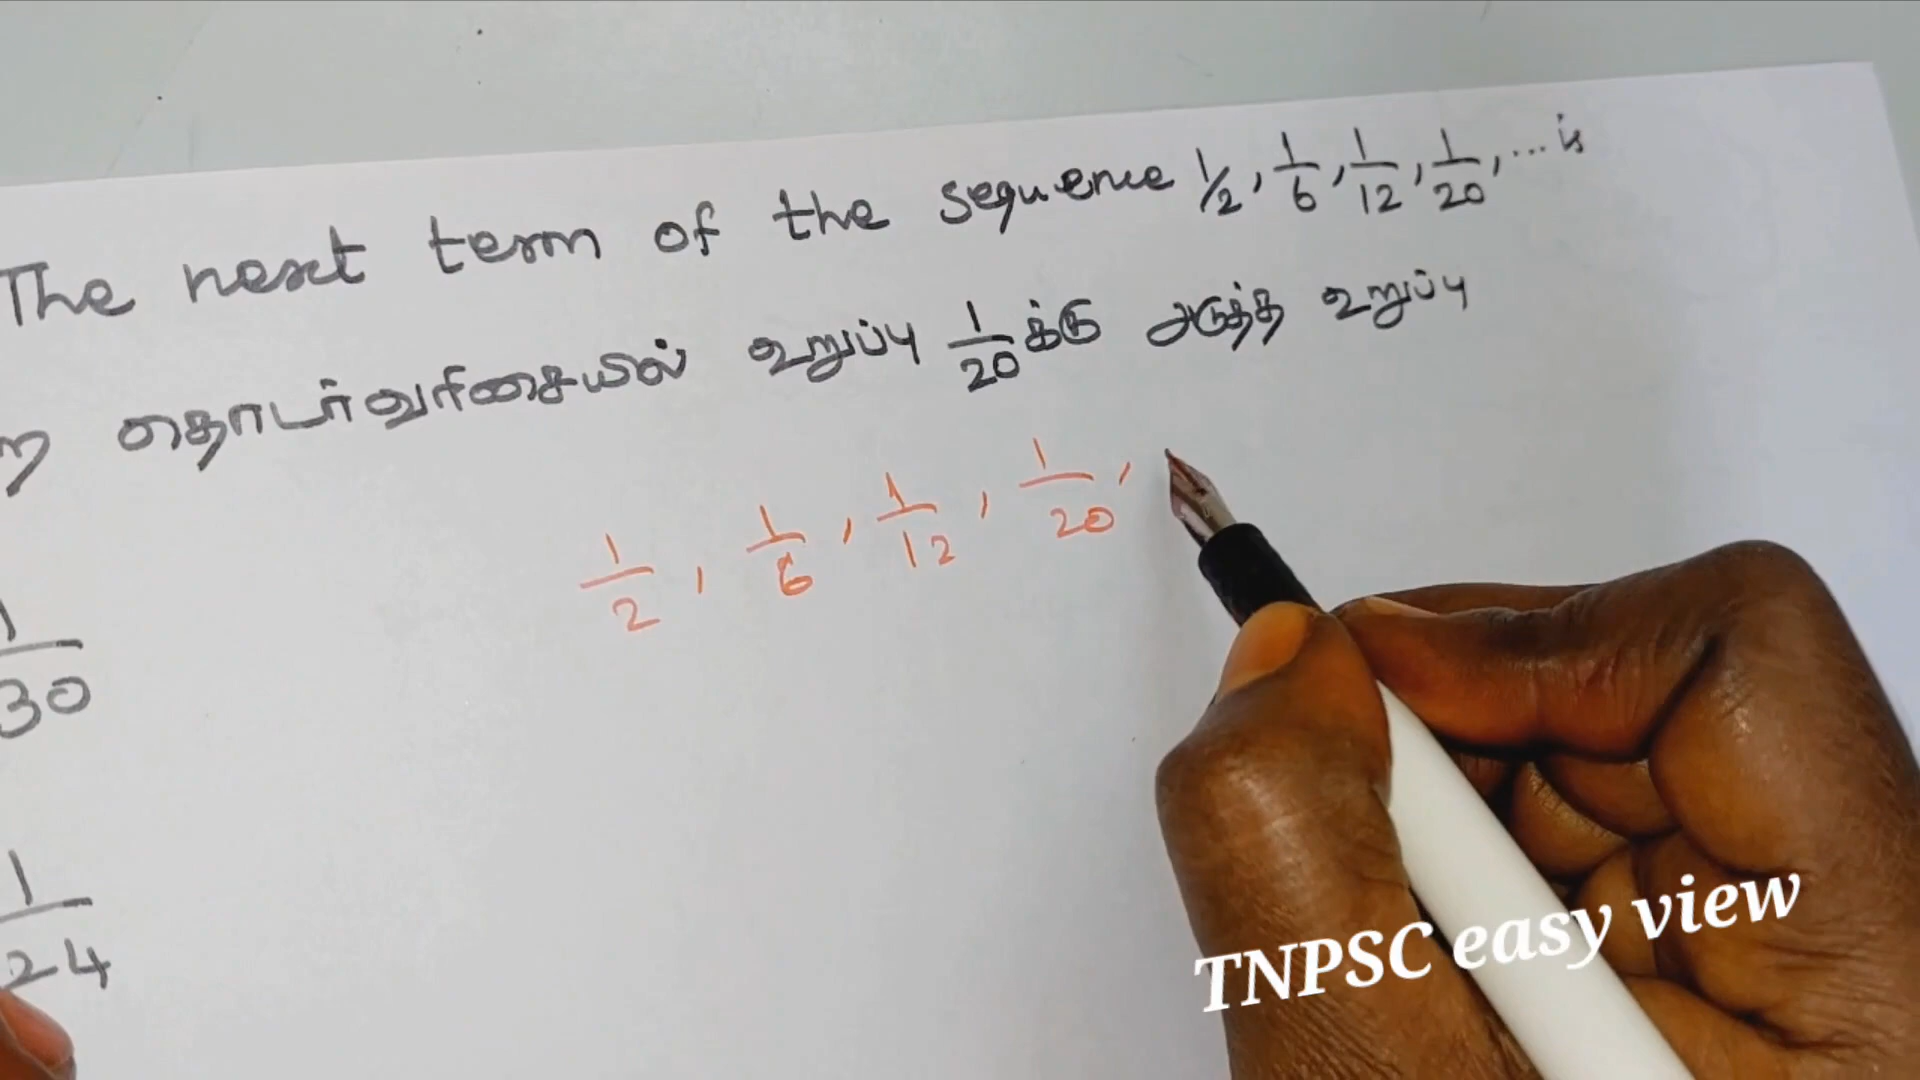 The next term of the sequence 1/2, 1/6, 1/12, 1/20, ... is
தொடர்வரிசையில் உறுப்பு 1/20 க்கு அடுத்த உறுப்பு
1/2, 1/6, 1/12, 1/20,
1/30
1/24
TNPSC easy view